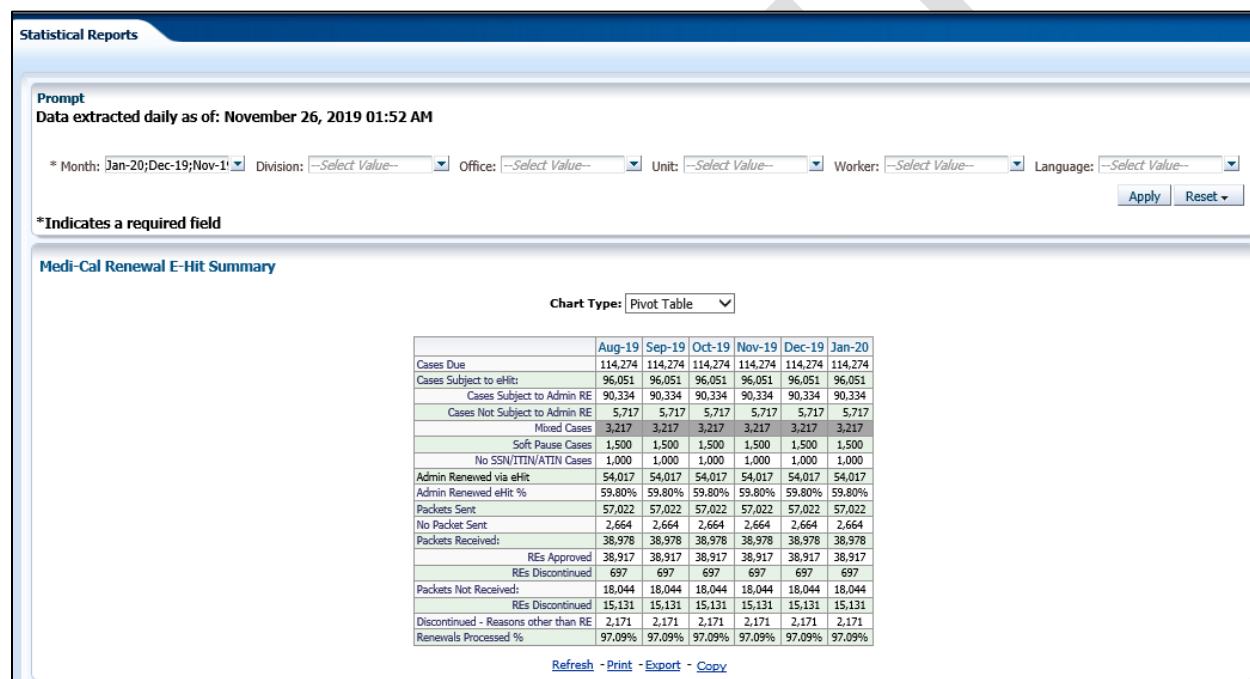 Statistical Reports
Prompt
Data extracted daily as of: November 26, 2019 01:52 AM
* Month: Jan-20;Dec-19;Nov-1 Division: --Select Value-- Office: --Select Value-- Unit: --Select Value-- Worker: --Select Value-- Language: --Select Value--
Apply Reset
*Indicates a required field
Medi-Cal Renewal E-Hit Summary
Chart Type: Pivot Table
Aug-19 Sep-19 Oct-19 Nov-19 Dec-19 Jan-20
Cases Due 114,274 114,274 114,274 114,274 114,274 114,274
Cases Subject to eHit: 96,051 96,051 96,051 96,051 96,051 96,051
Cases Subject to Admin RE 90,334 90,334 90,334 90,334 90,334 90,334
Cases Not Subject to Admin RE 5,717 5,717 5,717 5,717 5,717 5,717
Mixed Cases 3,217 3,217 3,217 3,217 3,217 3,217
Soft Pause Cases 1,500 1,500 1,500 1,500 1,500 1,500
No SSN/ITIN/ATIN Cases 1,000 1,000 1,000 1,000 1,000 1,000
Admin Renewed via eHit 54,017 54,017 54,017 54,017 54,017 54,017
Admin Renewed eHit % 59.80% 59.80% 59.80% 59.80% 59.80% 59.80%
Packets Sent 57,022 57,022 57,022 57,022 57,022 57,022
No Packet Sent 2,664 2,664 2,664 2,664 2,664 2,664
Packets Received: 38,978 38,978 38,978 38,978 38,978 38,978
REs Approved 38,917 38,917 38,917 38,917 38,917 38,917
REs Discontinued 697 697 697 697 697 697
Packets Not Received: 18,044 18,044 18,044 18,044 18,044 18,044
REs Discontinued 15,131 15,131 15,131 15,131 15,131 15,131
Discontinued - Reasons other than RE 2,171 2,171 2,171 2,171 2,171 2,171
Renewals Processed % 97.09% 97.09% 97.09% 97.09% 97.09% 97.09%
Refresh - Print - Export - Copy